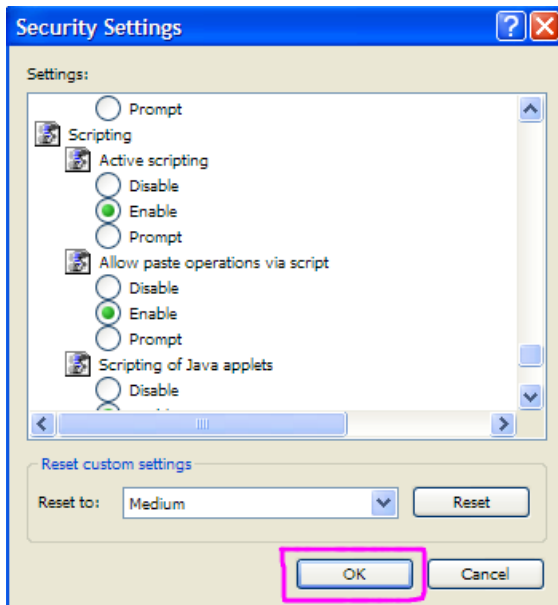 Security Settings
Settings:
Prompt
Scripting
Active scripting
Disable
Enable
Prompt
Allow paste operations via script
Disable
Enable
Prompt
Scripting of Java applets
Disable
Reset custom settings
Reset to: Medium Reset
OK Cancel